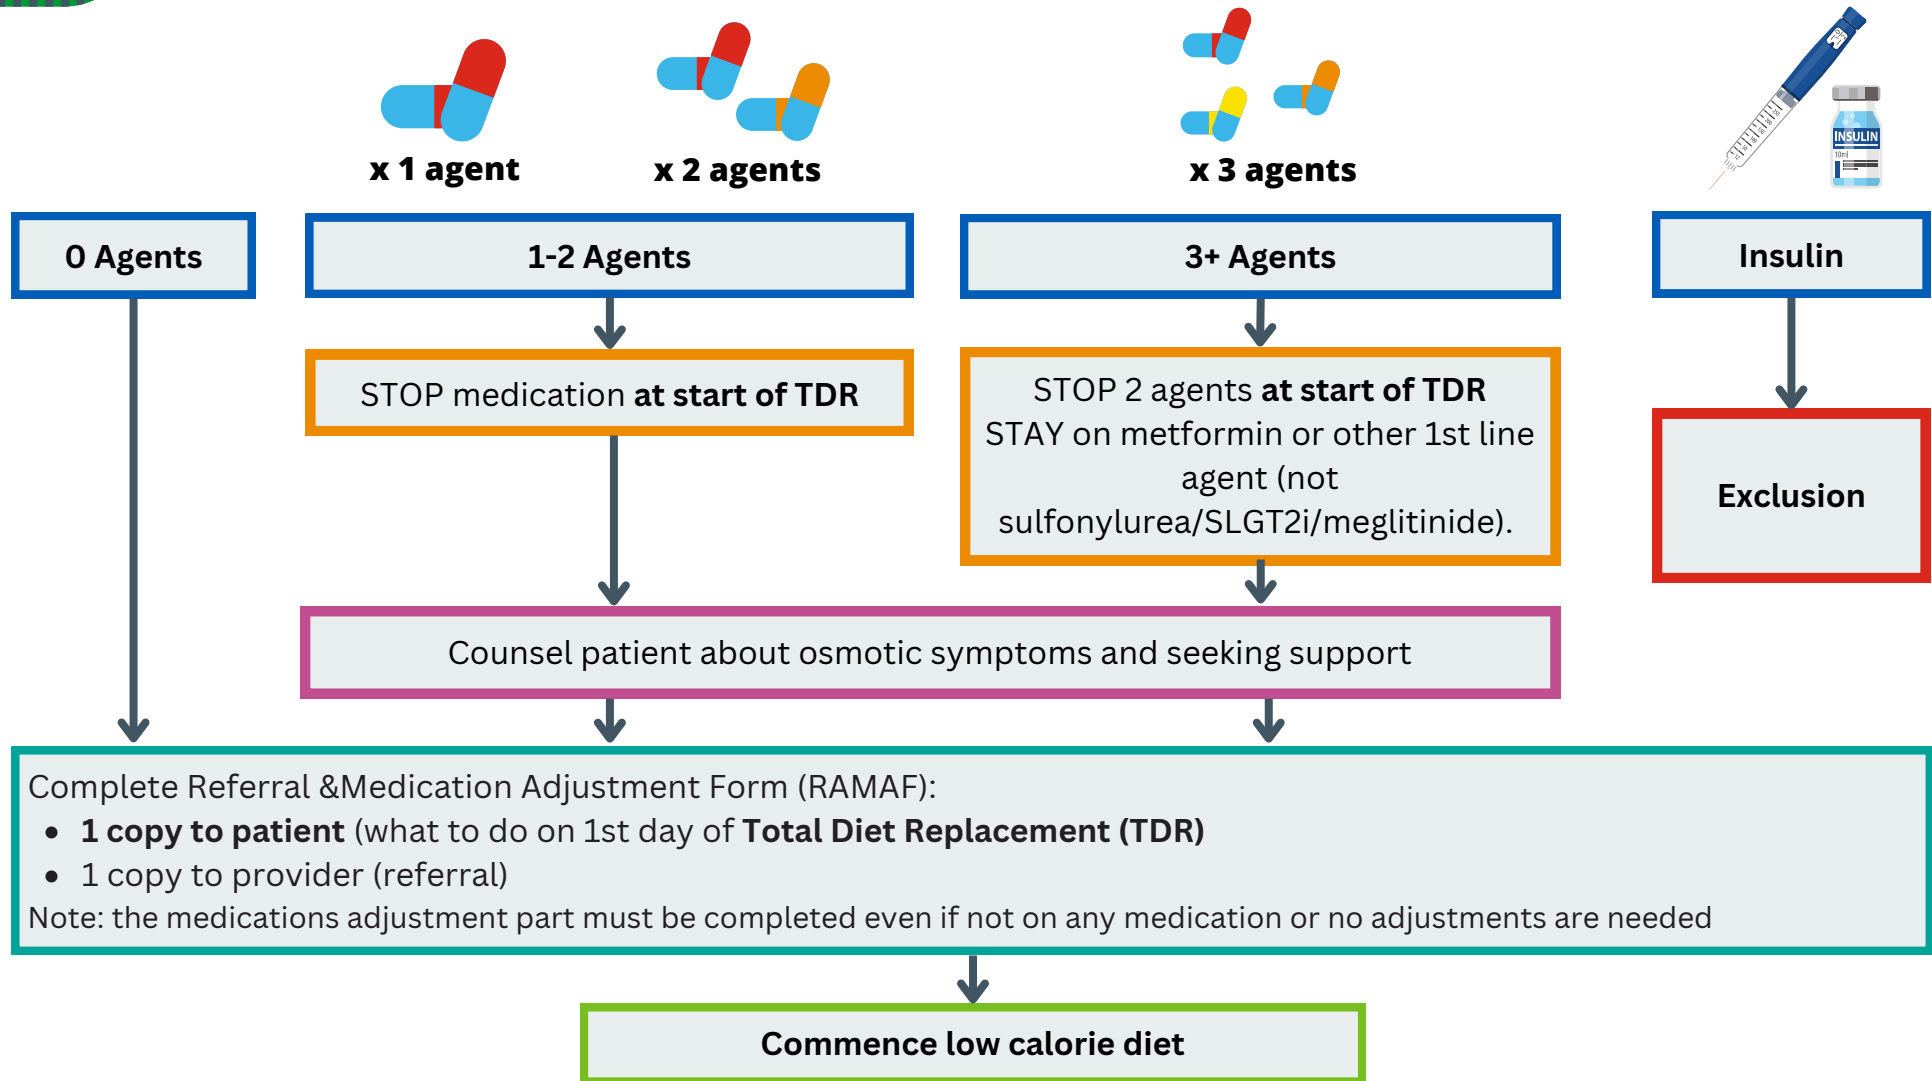 x 1 agent
x 2 agents
x 3 agents
INSULIN
10ml
0 Agents
1-2 Agents
3+ Agents
Insulin
STOP medication at start of TDR
STOP 2 agents at start of TDR
STAY on metformin or other 1st line
agent (not
sulfonylurea/SLGT2i/meglitinide).
Exclusion
Counsel patient about osmotic symptoms and seeking support
Complete Referral &Medication Adjustment Form (RAMAF):
• 1 copy to patient (what to do on 1st day of Total Diet Replacement (TDR)
• 1 copy to provider (referral)
Note: the medications adjustment part must be completed even if not on any medication or no adjustments are needed
Commence low calorie diet